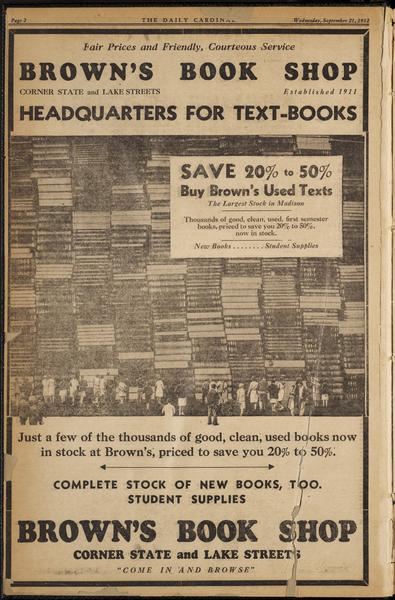 Page 2
THE DAILY CARDINAL
Wednesday, September 21, 1932
Fair Prices and Friendly, Courteous Service
BROWN'S BOOK SHOP
CORNER STATE and LAKE STREETS
Established 1911
HEADQUARTERS FOR TEXT-BOOKS
SAVE 20% to 50%
Buy Brown's Used Texts
The Largest Stock in Madison
Thousands of good, clean, used, first semester
books, priced to save you 20% to 50%,
now in stock.
New Books ........ Student Supplies
Just a few of the thousands of good, clean, used books now
in stock at Brown's, priced to save you 20% to 50%.
COMPLETE STOCK OF NEW BOOKS, TOO.
STUDENT SUPPLIES
BROWN'S BOOK SHOP
CORNER STATE and LAKE STREETS
"COME IN AND BROWSE"